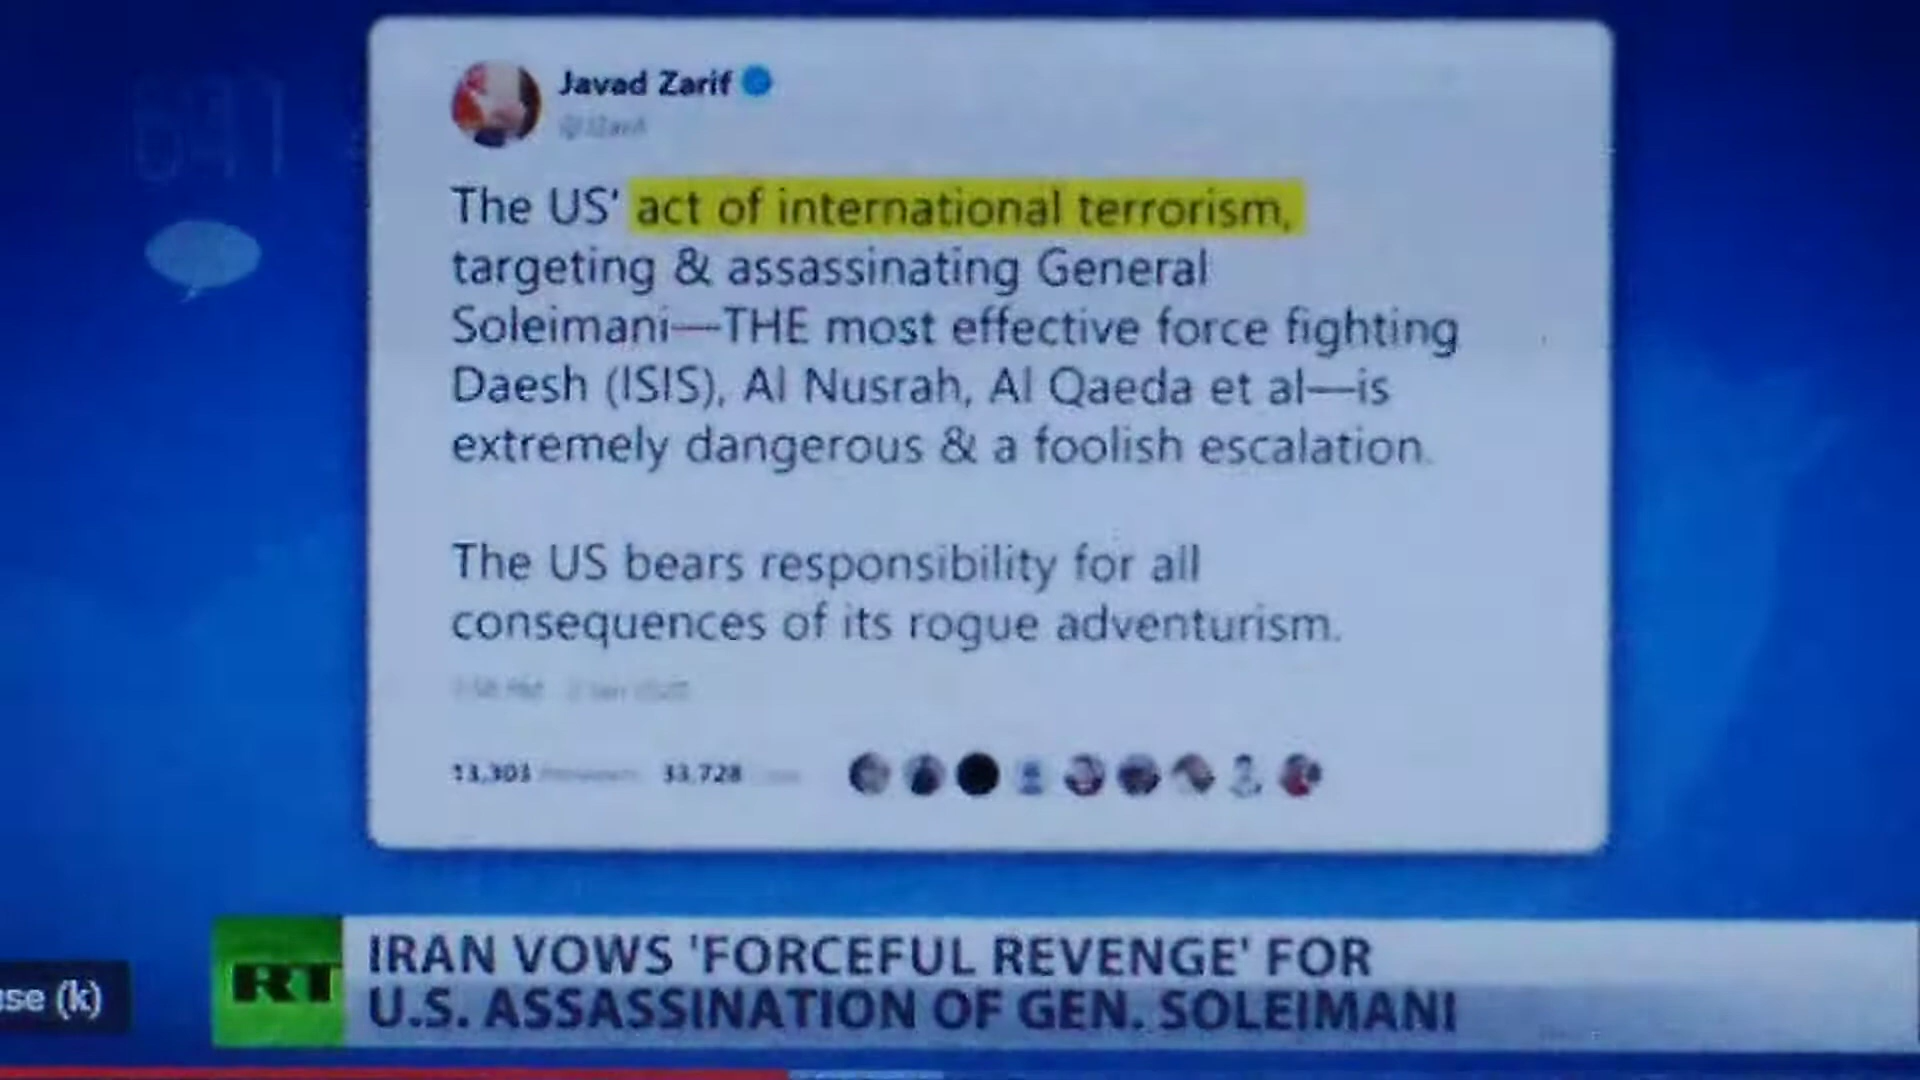 Javad Zarif
The US' act of international terrorism,
targeting & assassinating General
Soleimani—THE most effective force fighting
Daesh (ISIS), Al Nusrah, Al Qaeda et al—is
extremely dangerous & a foolish escalation.
The US bears responsibility for all
consequences of its rogue adventurism.
13,303 33,728
RT
IRAN VOWS 'FORCEFUL REVENGE' FOR
U.S. ASSASSINATION OF GEN. SOLEIMANI
(k)